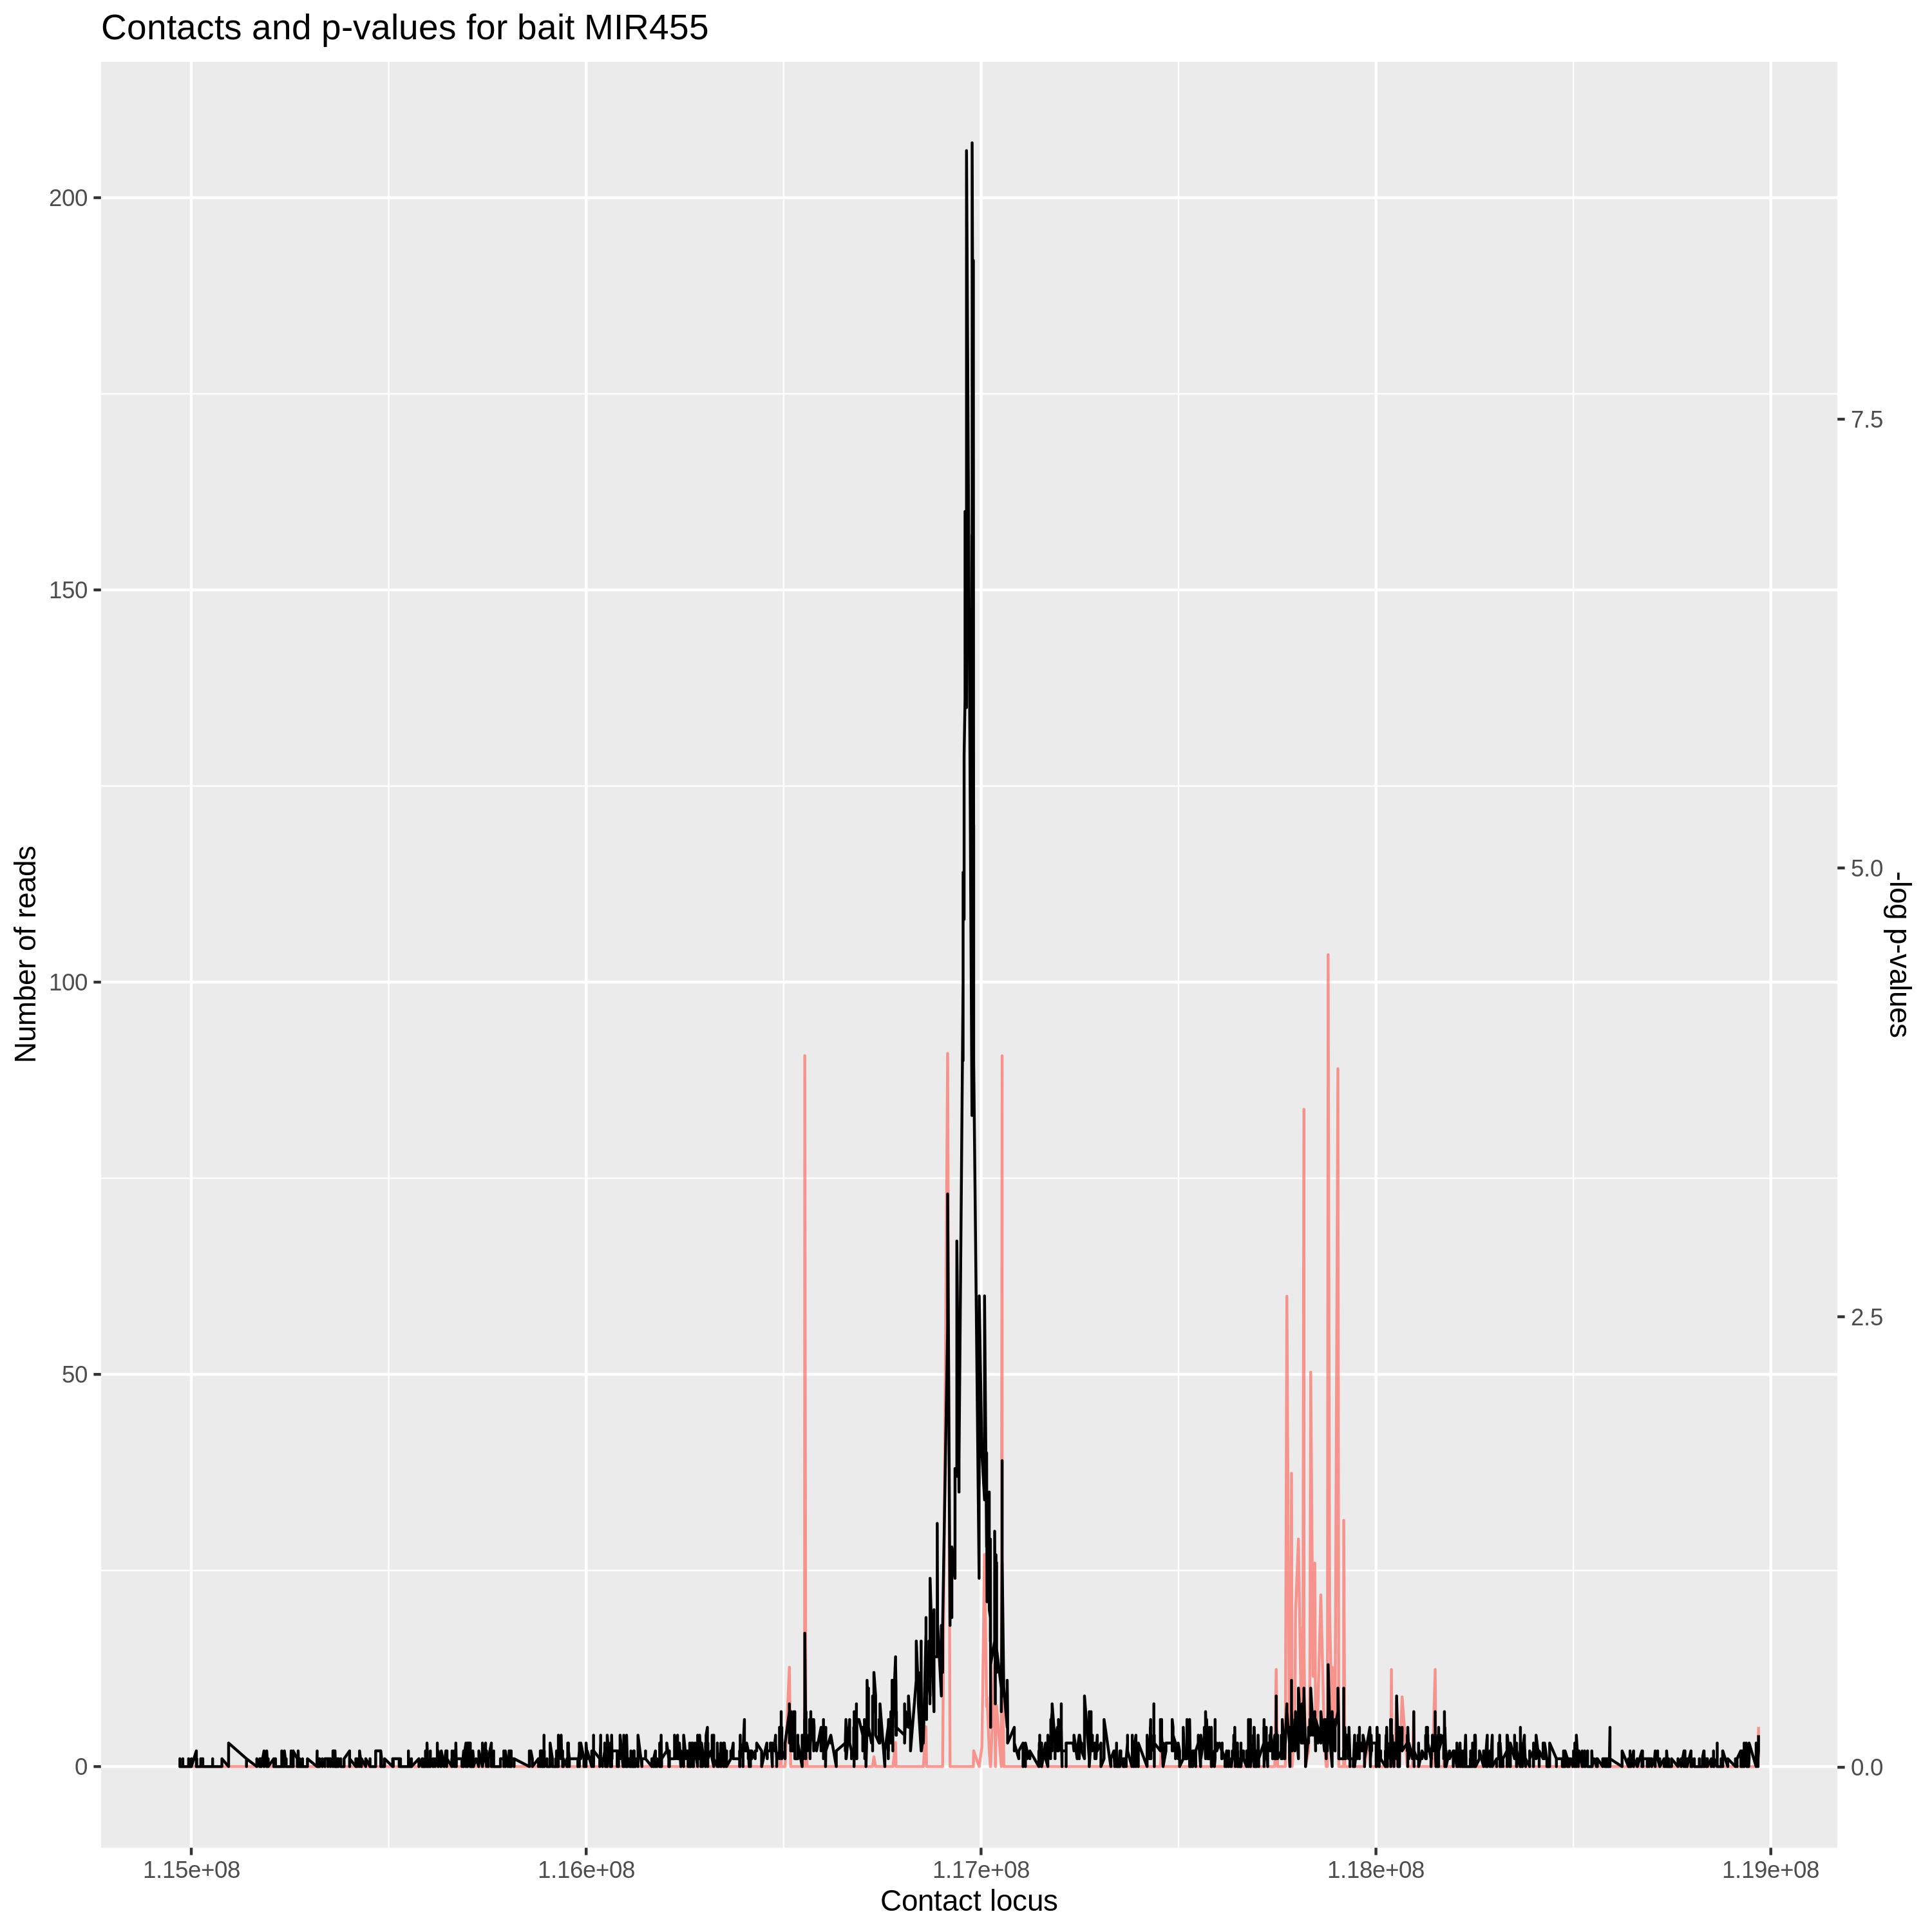 Contacts and p-values for bait MIR455
200
150
100
50
0
Number of reads
7.5
5.0
2.5
0.0
-log p-values
1.15e+08
1.16e+08
1.17e+08
1.18e+08
1.19e+08
Contact locus